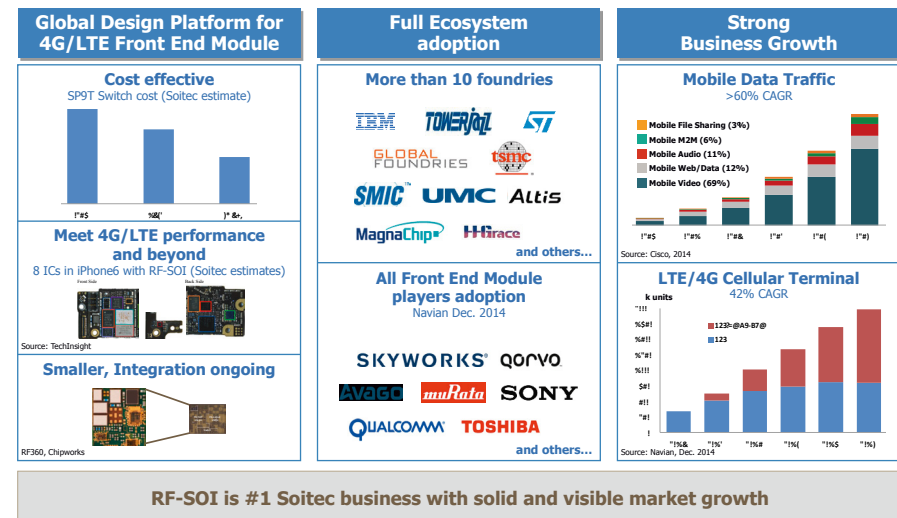 Global Design Platform for
4G/LTE Front End Module
Cost effective
SP9T Switch cost (Soitec estimate)
!"#$ %&(' )* &+,
Meet 4G/LTE performance
and beyond
8 ICs in iPhone6 with RF-SOI (Soitec estimates)
Front Side Back Side
Source: TechInsight
Smaller, Integration ongoing
RF360, Chipworks
Full Ecosystem
adoption
More than 10 foundries
IBM TOWERJAZZ ST
GLOBAL
FOUNDRIES
tsmc
SMIC™ UMC Altis
MagnaChip HHGrace
and others...
All Front End Module
players adoption
Navian Dec. 2014
SKYWORKS® QORVO
AVAGO muRata SONY
QUALCOMM® TOSHIBA
and others...
Strong
Business Growth
Mobile Data Traffic
>60% CAGR
Mobile File Sharing (3%)
Mobile M2M (6%)
Mobile Audio (11%)
Mobile Web/Data (12%)
Mobile Video (69%)
!"#$ !"#% !"#& !"#' !"#( !"#)
Source: Cisco, 2014
LTE/4G Cellular Terminal
42% CAGR
k units
"!!!
%$#!
%#!!
%"#!
%!!!
$#!
#!!
"#!
!
123?=@A9-B7@
123
"!%& "!%' "!%# "!%( "!%$ "!%)
Source: Navian, Dec. 2014
RF-SOI is #1 Soitec business with solid and visible market growth